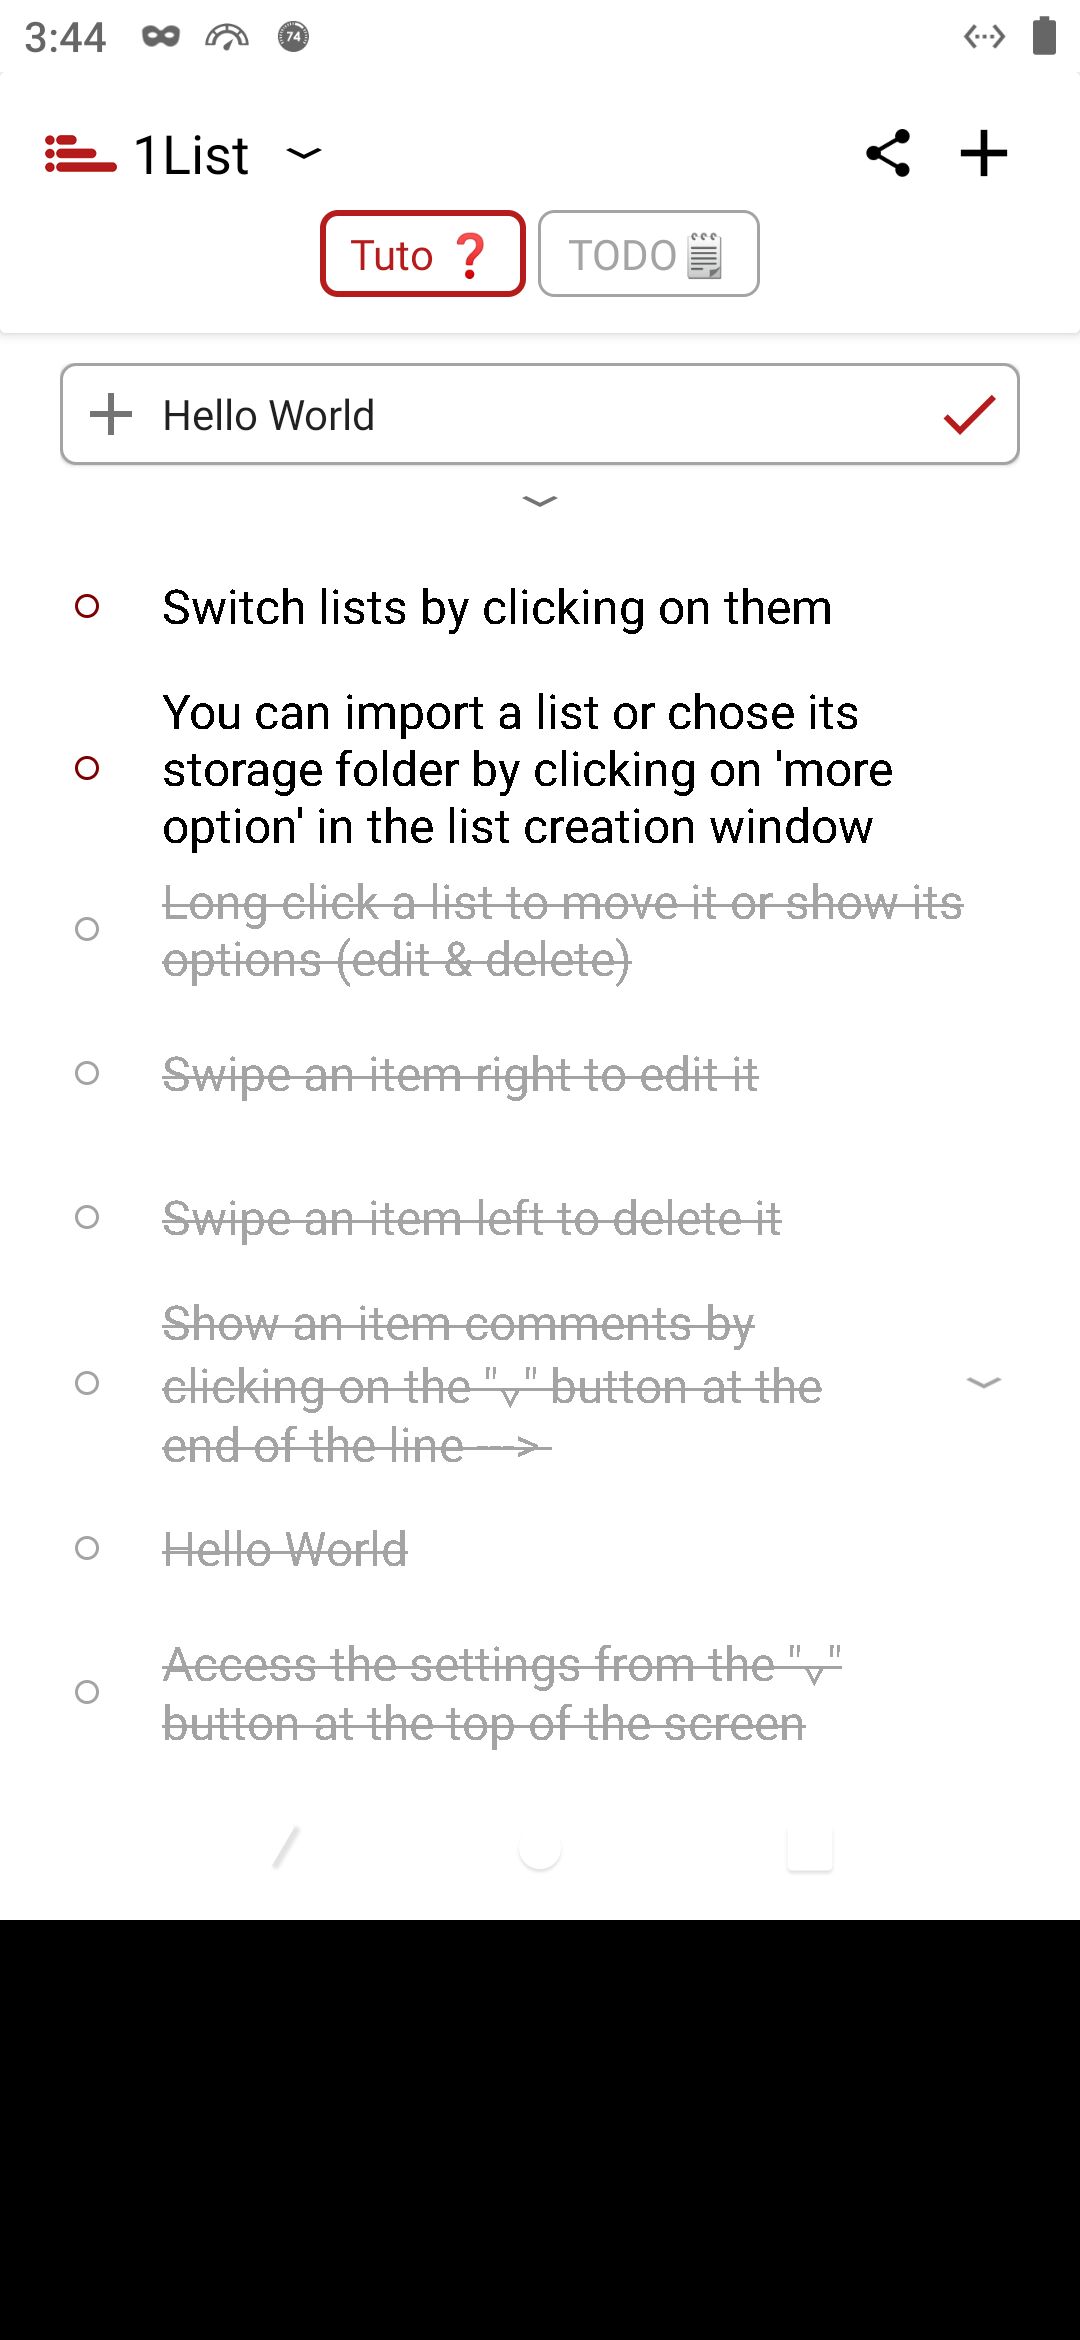 3:44
74
1List
Tuto ❓
TODO🗒
Hello World
Switch lists by clicking on them
You can import a list or chose its
storage folder by clicking on 'more
option' in the list creation window
Long click a list to move it or show its
options (edit & delete)
Swipe an item right to edit it
Swipe an item left to delete it
Show an item comments by
clicking on the "⌄" button at the
end of the line --->
Hello World
Access the settings from the "⌄"
button at the top of the screen